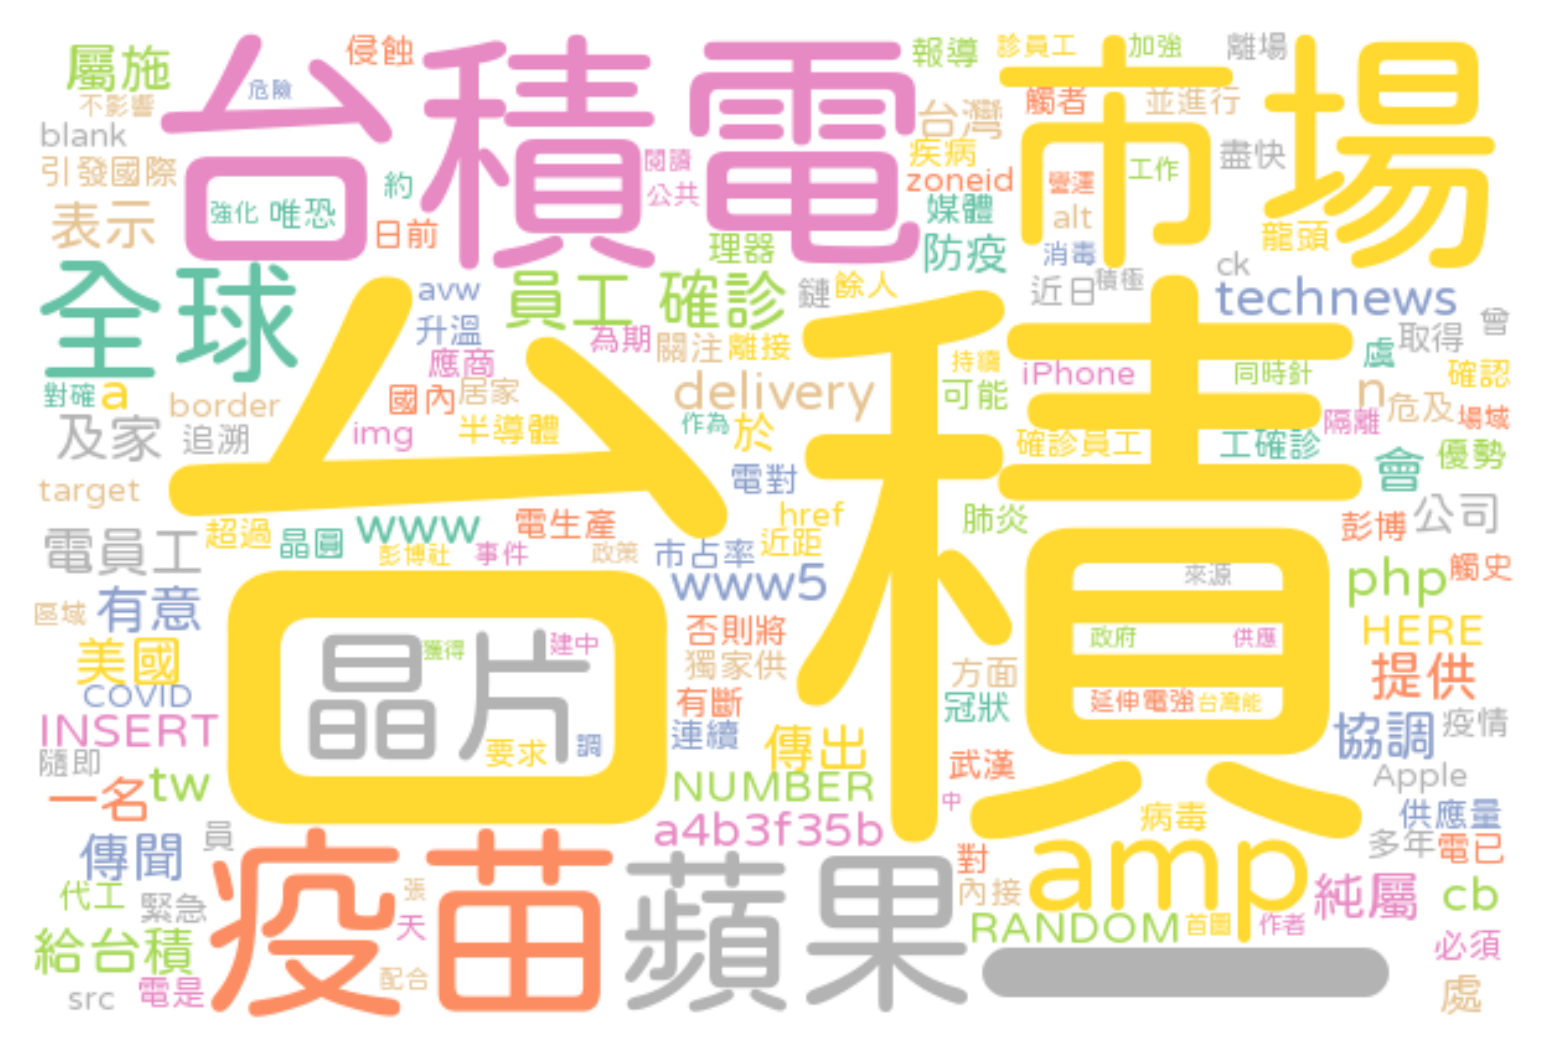 屬施
侵蝕
台積電
報導
診員工
加強
離場
市場
不影響
危險
台灣
觸者
並進行
blank
疾病
盡快
引發國際
約
閱讀
zoneid
營運
工作
表示
強化
唯恐
日前
公共
媒體
alt
龍頭
理器
防疫
消毒
全球
avw
員工
確診
鏈
餘人
近日
積極
ck
technews
升溫
為期
關注
離接
取得
曾
應商
持續
iPhone
同時針
處
確認
對確
a
border
國內
居家
delivery
可能
n
危及
場域
及家
追溯
img
半導體
作為
於
確診員工
工確診
隔離
會
優勢
target
電對
台積
電員工
超過
晶圓
www
電生產
href
肺炎
彭博
公司
彭博社
事件
政策
市占率
近距
www5
來源
php
觸史
區域
有意
晶片
獲得
建中
否則將
政府
供應
HERE
美國
獨家供
方面
提供
COVID
有斷
冠狀
延伸
電強
台灣能
INSERT
要求
調
連續
傳出
協調
疫情
隨即
武漢
Apple
一名
tw
NUMBER
中
病毒
供應量
傳聞
員
a4b3f35b
amp
多年
電已
疫苗
蘋果
對
代工
緊急
張
內接
純屬
cb
給台積
天
RANDOM
首圖
作者
必須
src
電是
配合
處